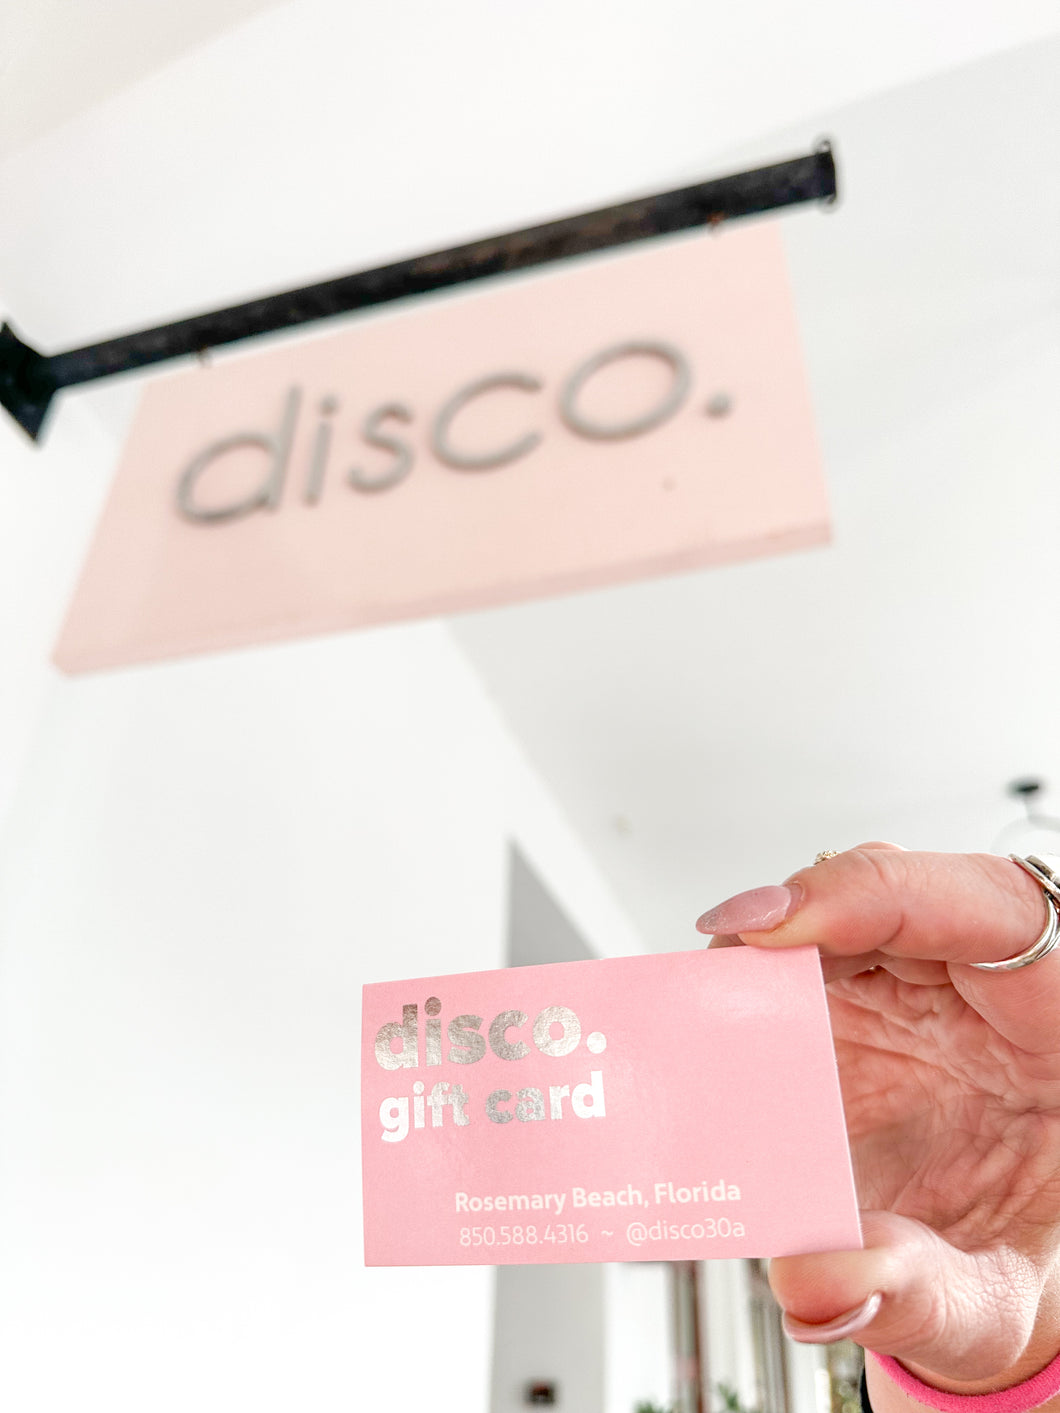 disco.
disco.
gift card
Rosemary Beach, Florida
850.588.4316 ~ @disco30a